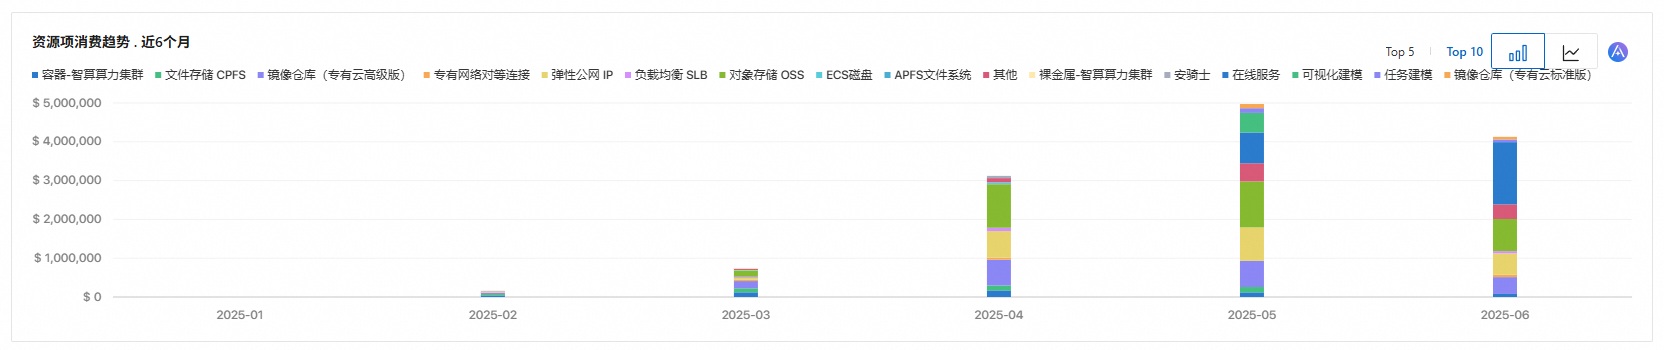 资源项消费趋势 . 近6个月
Top 5 Top 10
容器-智算算力集群 文件存储 CPFS 镜像仓库（专有云高级版） 专有网络对等连接 弹性公网 IP 负载均衡 SLB 对象存储 OSS ECS磁盘 APFS文件系统 其他 裸金属-智算算力集群 安骑士 在线服务 可视化建模 任务建模 镜像仓库（专有云标准版）
$ 5,000,000
$ 4,000,000
$ 3,000,000
$ 2,000,000
$ 1,000,000
$ 0
2025-01 2025-02 2025-03 2025-04 2025-05 2025-06